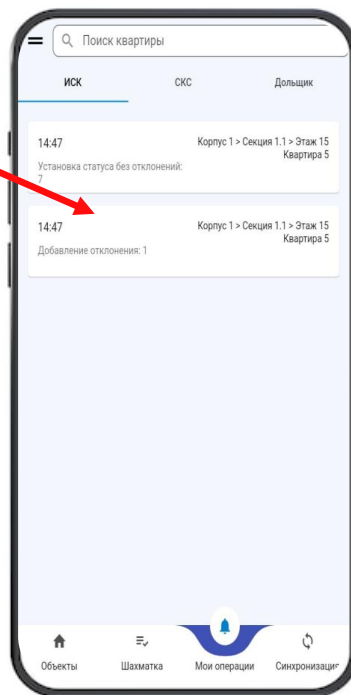 Поиск квартиры
ИСК СКС Дольщик
14:47 Корпус 1 > Секция 1.1 > Этаж 15
Квартира 5
Установка статуса без отклонений:
7
14:47 Корпус 1 > Секция 1.1 > Этаж 15
Квартира 5
Добавление отклонения: 1
Объекты Шахматка Мои операции Синхронизация